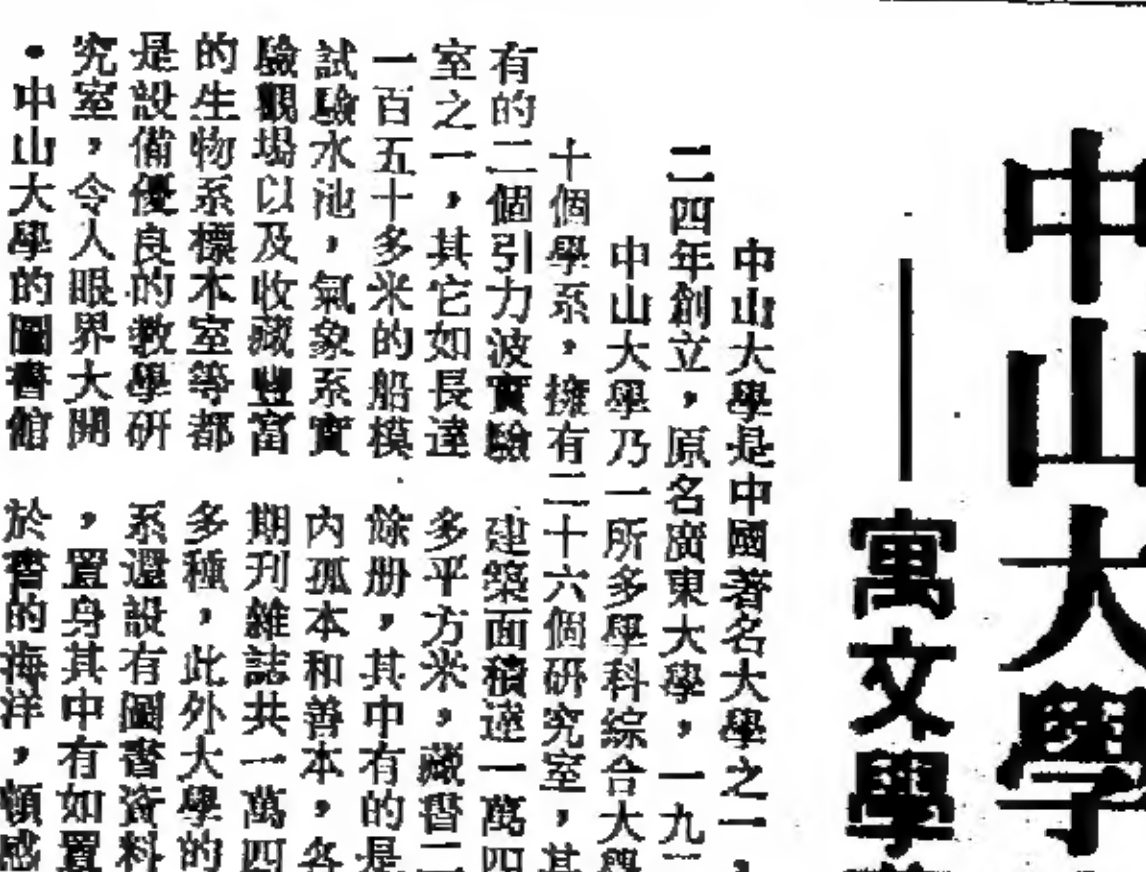 中山大學
——寓文學
中山大學是中國著名大學之一，
二四年創立，原名廣東大學，一九
中山大學乃一所多學科綜合大學
十個學系，擁有二十六個研究室，其
有的二個引力波實驗
室之一，其它如長達
一百五十多米的船模
試驗水池，氣象系實
驗觀場以及收藏豐富
的生物系標本室等都
是設備優良的教學研
究室，令人眼界大開
・中山大學的圖書館
建築面積達一萬四
多平方米，藏書二
餘册，其中有的是
內孤本和善本，各
期刊雜誌共一萬四
多種，此外大學的
系還設有圖書資料
，置身其中有如置
於書的海洋，頓感